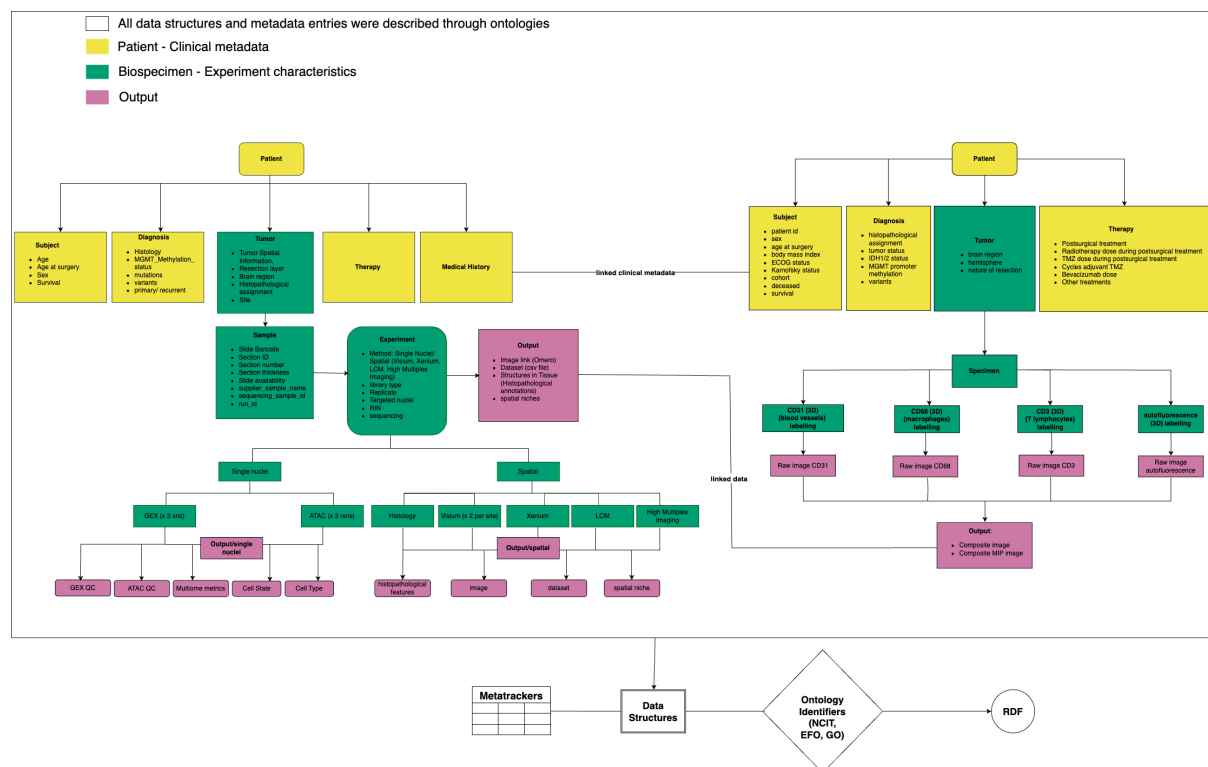 All data structures and metadata entries were described through ontologies
Patient - Clinical metadata
Biospecimen - Experiment characteristics
Output
Patient
Subject
Age
Age at surgery
Sex
Survival
Diagnosis
Histology
MGMT_Methylation_
status
mutations
variants
primary/ recurrent
Tumor
Tumor Spatial
Information,
Resection layer
Brain region
Histopathological
assignment
Site
Therapy
Medical History
linked clinical metadata
Sample
Slide Barcode
Section ID
Section number
Section thickness
Slide availability
supplier_sample_name
sequencing_sample_id
run_id
Experiment
Method: Single Nuclei/
Spatial (Visium, Xenium,
LCM, High Multiplex
Imaging)
library type
Replicate
Targeted nuclei
RIN
sequencing
Output
Image link (Omero)
Dataset (csv file)
Structures in Tissue
(Histopathological
annotations)
spatial niches
Single nuclei
Spatial
GEX (x 3 xns)
ATAC (x 3 rxns)
Histology
Visium (x 2 per site)
Xenium
LCM
High Multiplex
Imaging
Output/single
nuclei
Output/spatial
GEX QC
ATAC QC
Multiome metrics
Cell State
Cell Type
histopathological
features
image
dataset
spatial niche
Patient
Subject
patient id
sex
age at surgery
body mass index
ECOG status
Karnofsky status
cohort
deceased
survival
Diagnosis
histopathological
assignment
tumor status
IDH1/2 status
MGMT promoter
methylation
variants
Tumor
brain region
hemisphere
nature of resection
Therapy
Postsurgical treatment
Radiotherapy dose during postsurgical treatment
TMZ dose during postsurgical treatment
Cycles adjuvant TMZ
Bevacizumab dose
Other treatments
Specimen
CD31 (3D)
(blood vessels)
labelling
CD68 (3D)
(macrophages)
labelling
CD3 (3D)
(T lymphocytes)
labelling
autofluorescence
(3D) labelling
Raw image CD31
Raw image CD68
Raw image CD3
Raw image
autofluorescence
linked data
Output:
Composite image
Composite MIP image
Metatrackers
Data
Structures
Ontology
Identifiers
(NCIT,
EFO, GO)
RDF